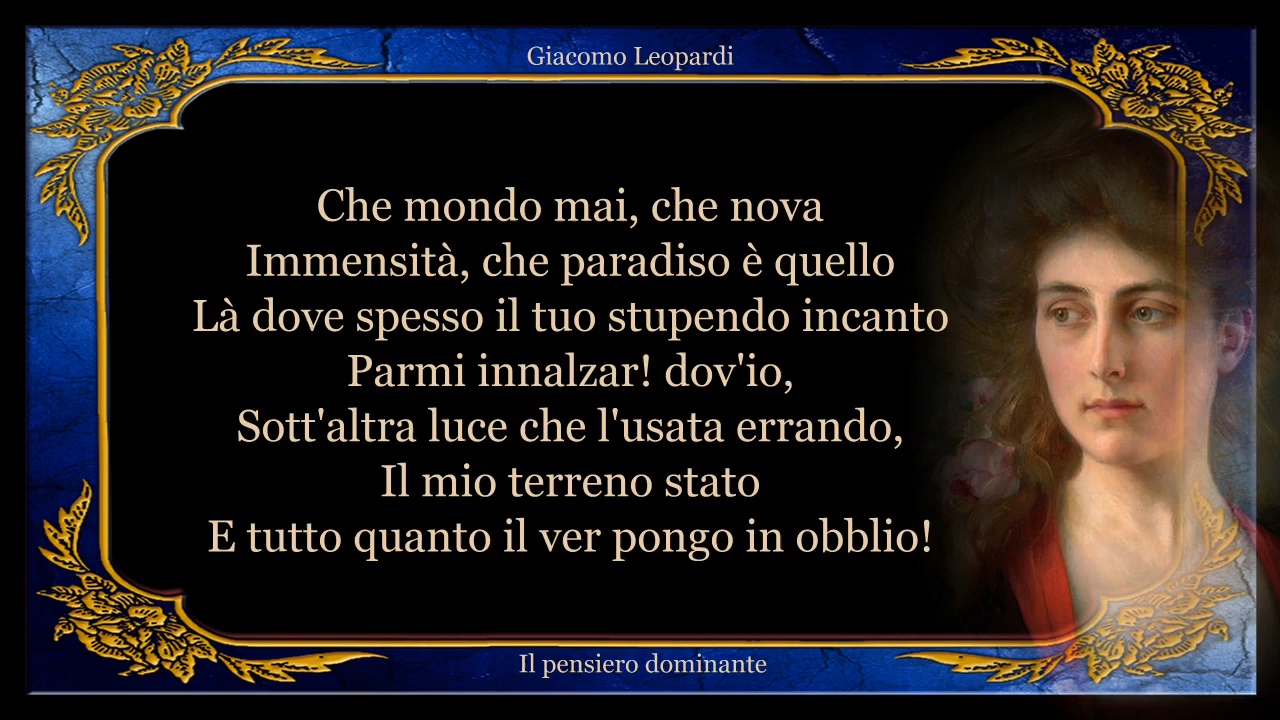 Giacomo Leopardi
Che mondo mai, che nova
Immensità, che paradiso è quello
Là dove spesso il tuo stupendo incanto
Parmi innalzar! dov'io,
Sott'altra luce che l'usata errando,
Il mio terreno stato
E tutto quanto il ver pongo in obblio!
Il pensiero dominante